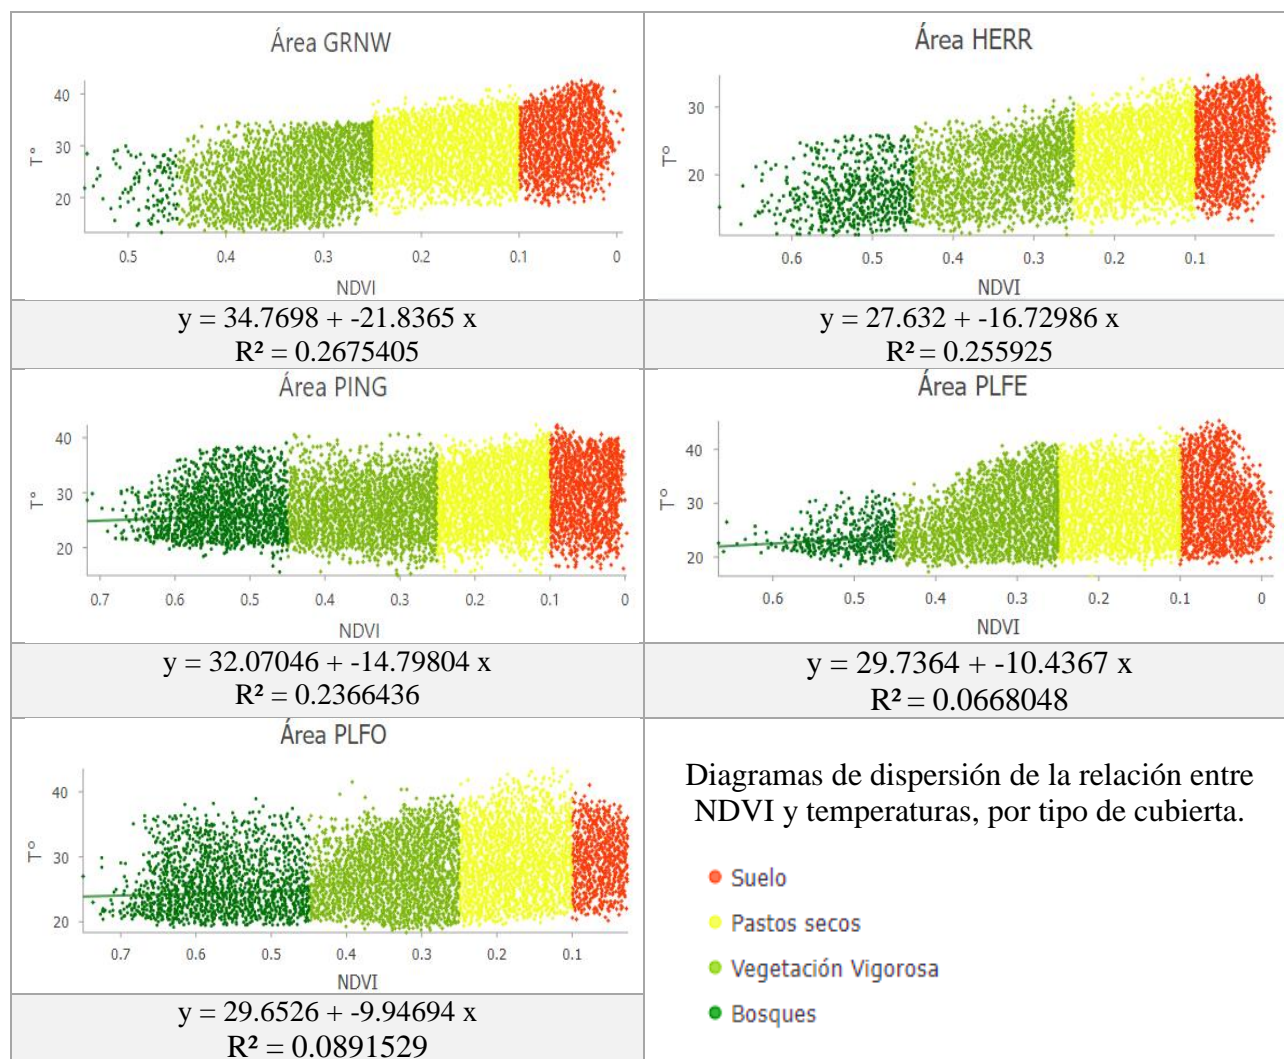 Área GRNW
40
30
20
T°
0.5 0.4 0.3 0.2 0.1 0
NDVI
y = 34.7698 + -21.8365 x
R² = 0.2675405
Área HERR
30
20
T°
0.6 0.5 0.4 0.3 0.2 0.1
NDVI
y = 27.632 + -16.72986 x
R² = 0.255925
Área PING
40
30
20
T°
0.7 0.6 0.5 0.4 0.3 0.2 0.1 0
NDVI
y = 32.07046 + -14.79804 x
R² = 0.2366436
Área PLFE
40
30
20
T°
0.6 0.5 0.4 0.3 0.2 0.1 0
NDVI
y = 29.7364 + -10.4367 x
R² = 0.0668048
Área PLFO
40
30
20
T°
0.7 0.6 0.5 0.4 0.3 0.2 0.1
NDVI
y = 29.6526 + -9.94694 x
R² = 0.0891529
Diagramas de dispersión de la relación entre
NDVI y temperaturas, por tipo de cubierta.
Suelo
Pastos secos
Vegetación Vigorosa
Bosques